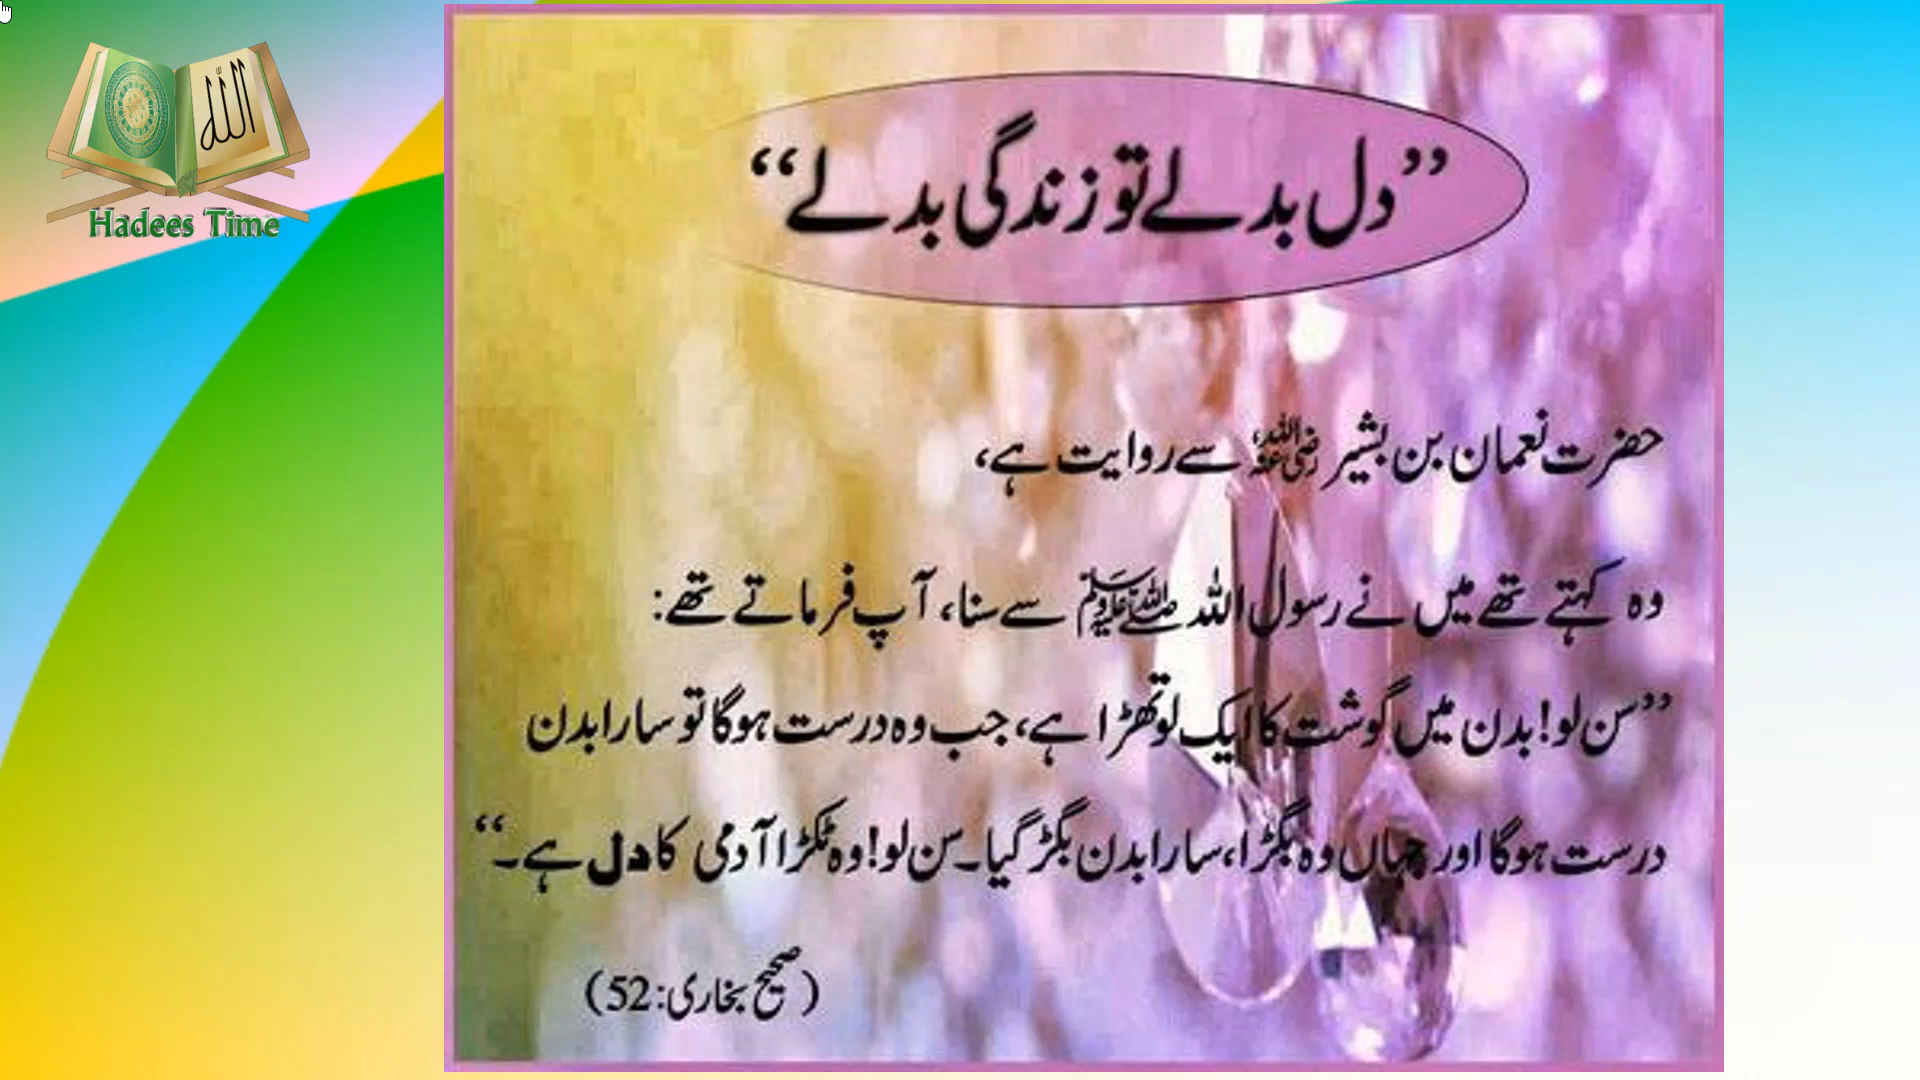 اللہ
Hadees Time
”دل بدلے تو زندگی بدلے“
حضرت نعمان بن بشیر رضی اللہ عنہ سے روایت ہے،
وہ کہتے تھے میں نے رسول اللہ ﷺ سے سنا، آپ فرماتے تھے:
”سن لو! بدن میں گوشت کا ایک لوتھڑا ہے، جب وہ درست ہوگا تو سارا بدن
درست ہوگا اور جہاں وہ بگڑا، سارا بدن بگڑ گیا۔ سن لو! وہ ٹکڑا آدمی کا دل ہے۔“
(صحیح بخاری: 52)